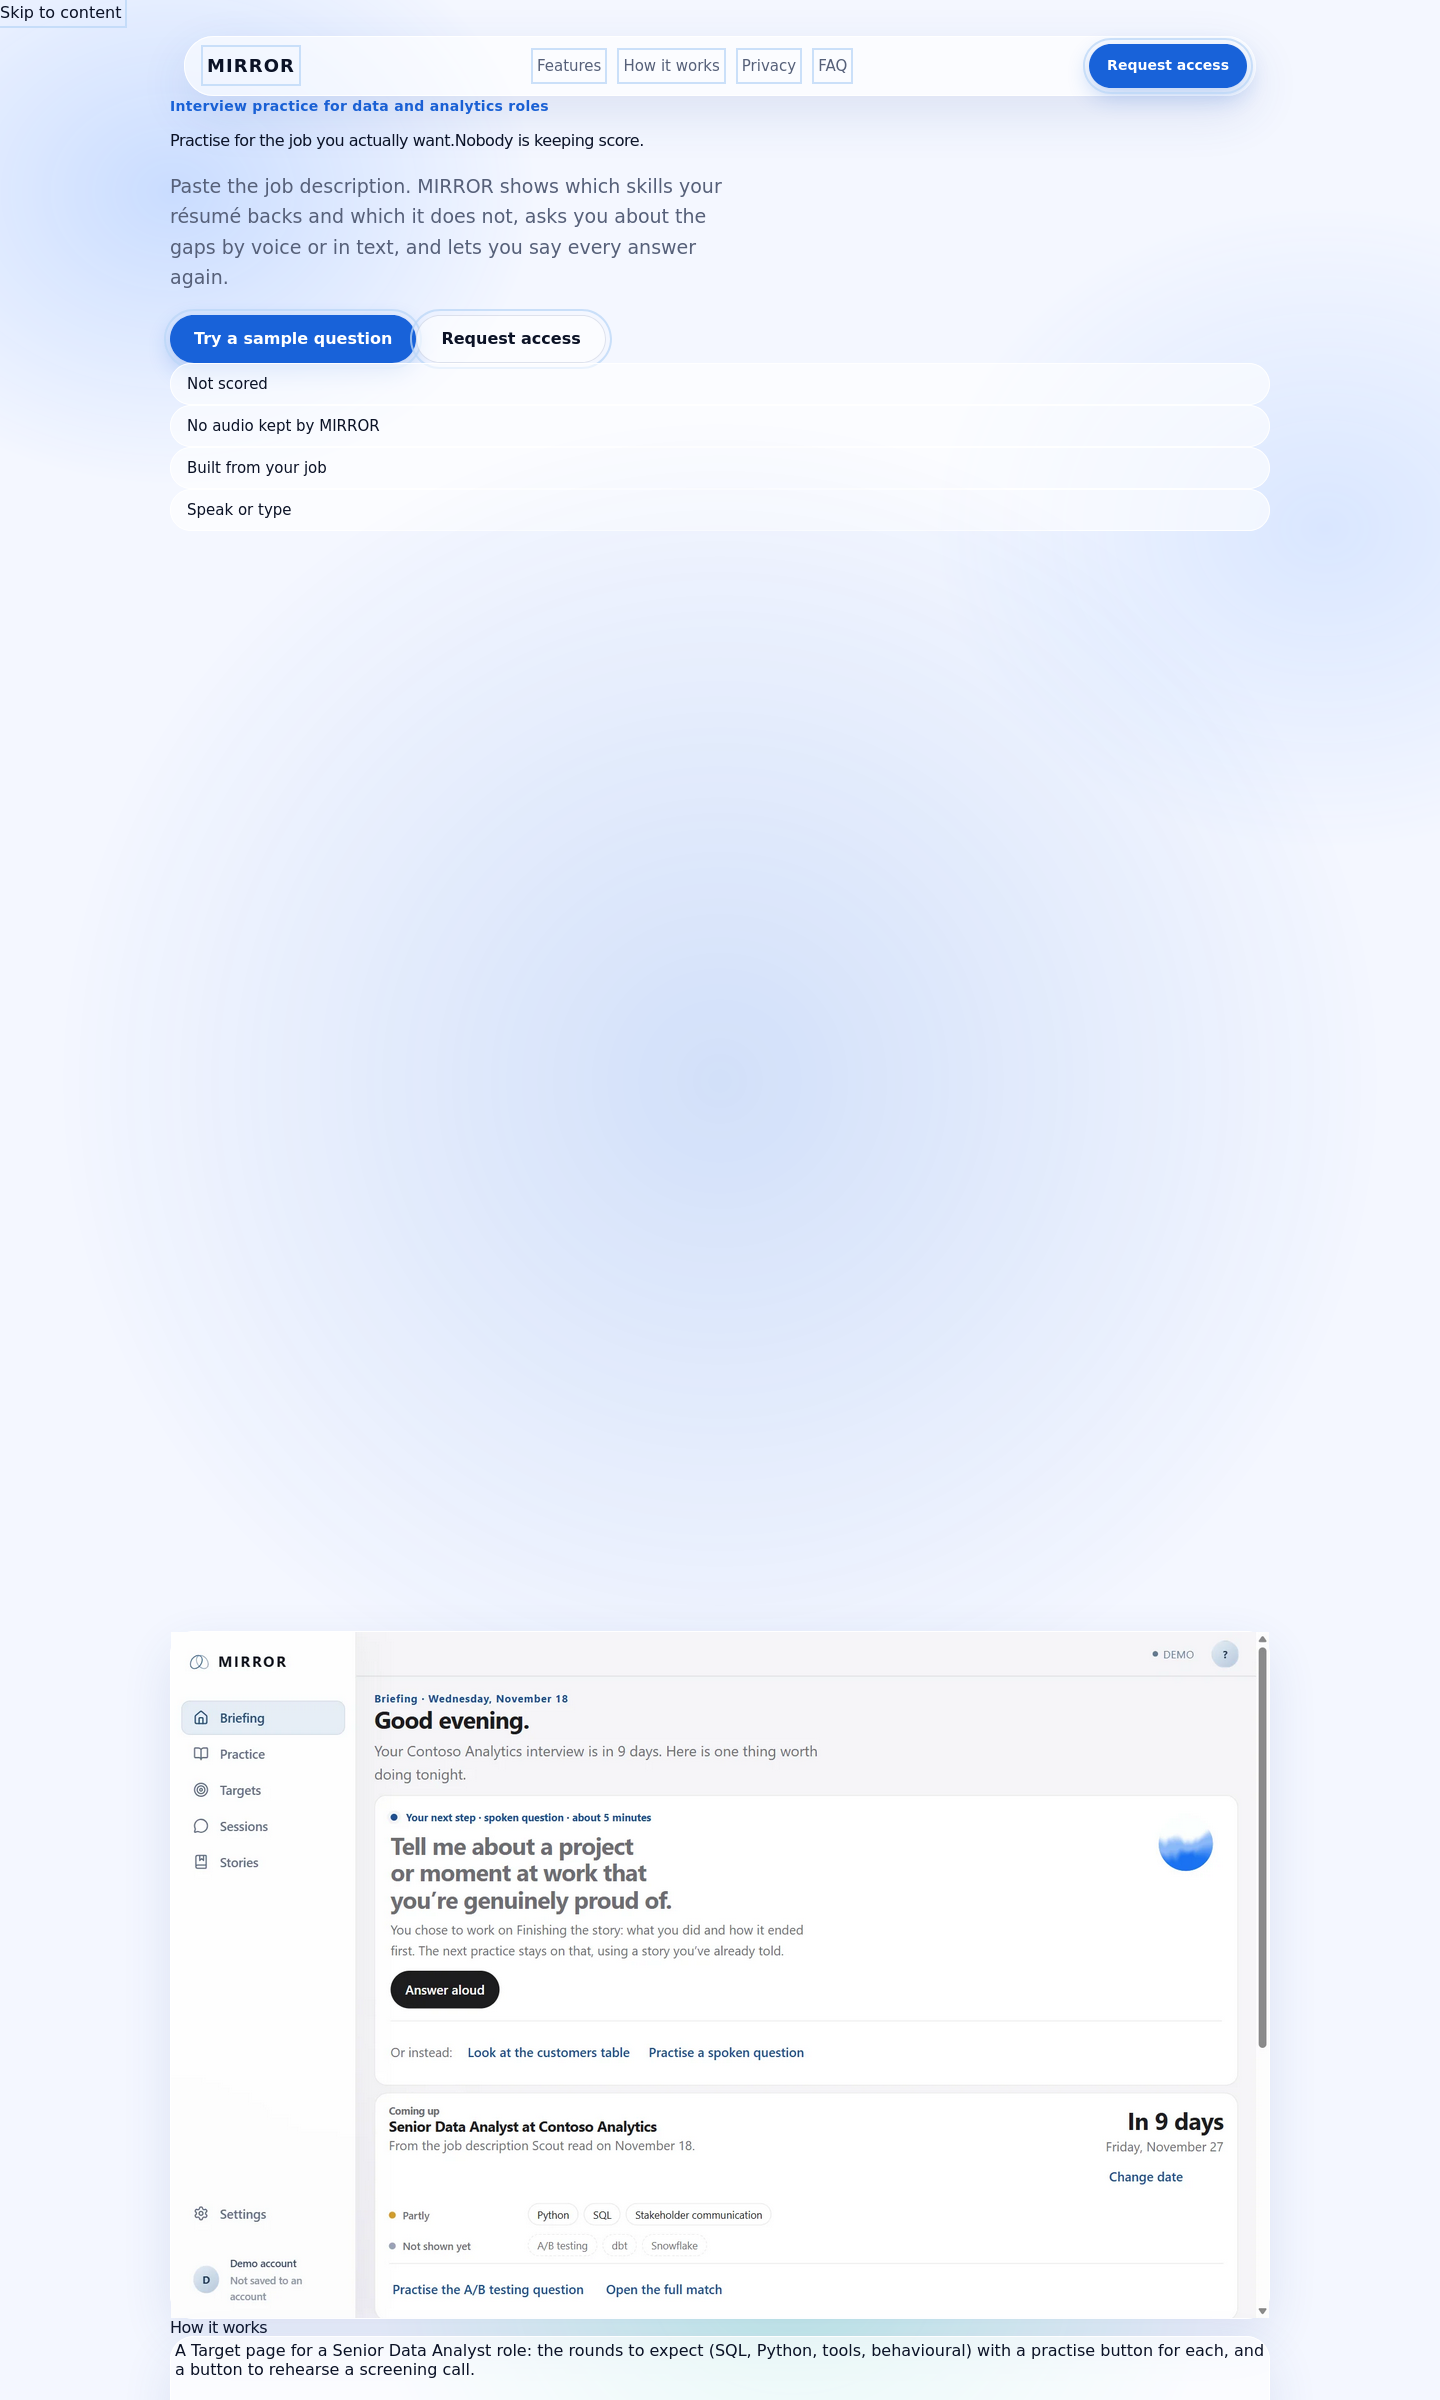 Skip to content
MIRROR
Features
How it works
Privacy
FAQ
Request access
Interview practice for data and analytics roles
Practise for the job you actually want.Nobody is keeping score.
Paste the job description. MIRROR shows which skills your
résumé backs and which it does not, asks you about the
gaps by voice or in text, and lets you say every answer
again.
Try a sample question
Request access
Not scored
No audio kept by MIRROR
Built from your job
Speak or type
MIRROR
DEMO
?
Briefing
Practice
Targets
Sessions
Stories
Settings
D
Demo account
Not saved to an
account
Briefing · Wednesday, November 18
Good evening.
Your Contoso Analytics interview is in 9 days. Here is one thing worth
doing tonight.
Your next step · spoken question · about 5 minutes
Tell me about a project
or moment at work that
you’re genuinely proud of.
You chose to work on Finishing the story: what you did and how it ended
first. The next practice stays on that, using a story you’ve already told.
Answer aloud
Or instead:
Look at the customers table
Practise a spoken question
Coming up
Senior Data Analyst at Contoso Analytics
From the job description Scout read on November 18.
In 9 days
Friday, November 27
Change date
Partly
Python
SQL
Stakeholder communication
Not shown yet
A/B testing
dbt
Snowflake
Practise the A/B testing question
Open the full match
How it works
A Target page for a Senior Data Analyst role: the rounds to expect (SQL, Python, tools, behavioural) with a practise button for each, and
a button to rehearse a screening call.